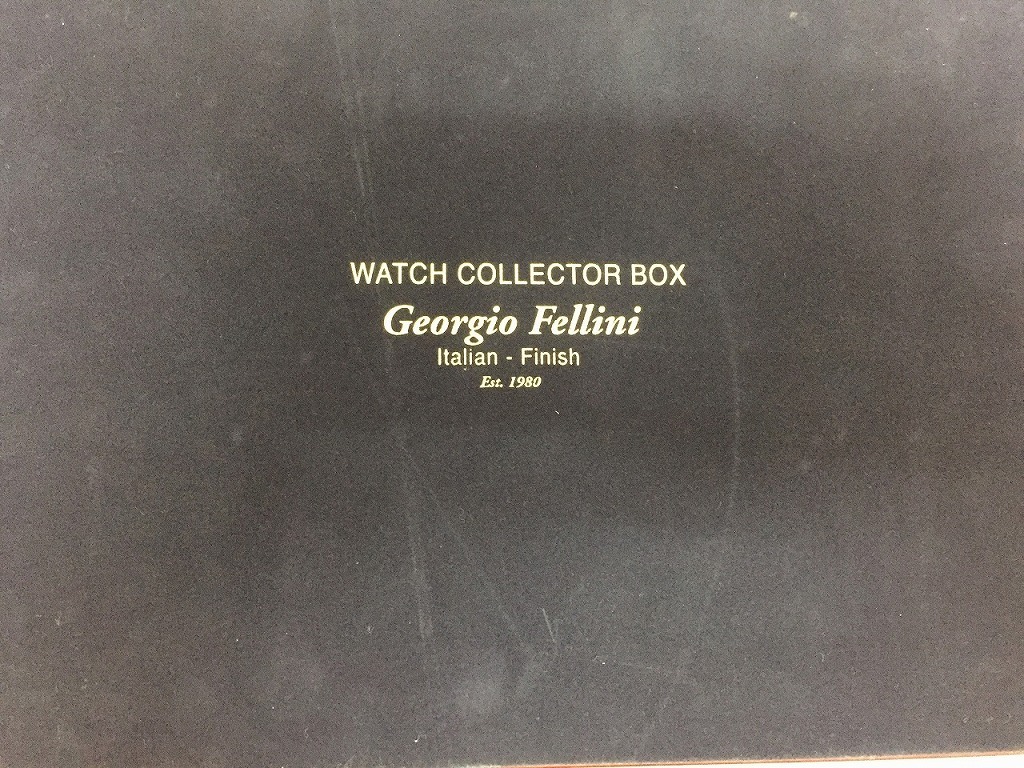 WATCH COLLECTOR BOX
Georgio Fellini
Italian - Finish
Est. 1980